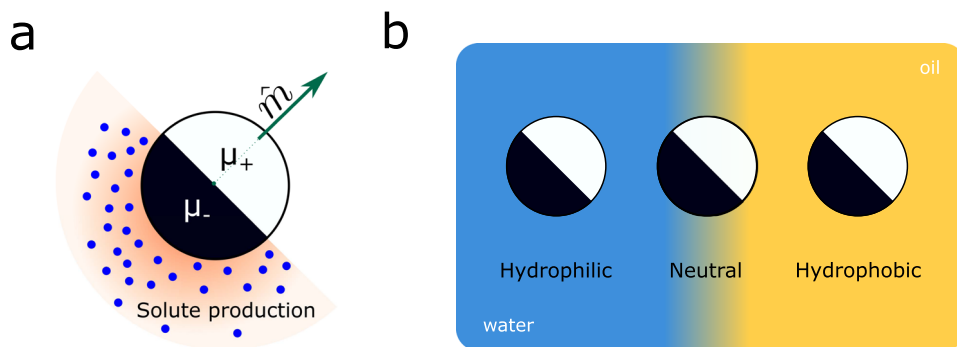 a
m̂
μ₊
μ₋
Solute production
b
oil
Hydrophilic
Neutral
Hydrophobic
water